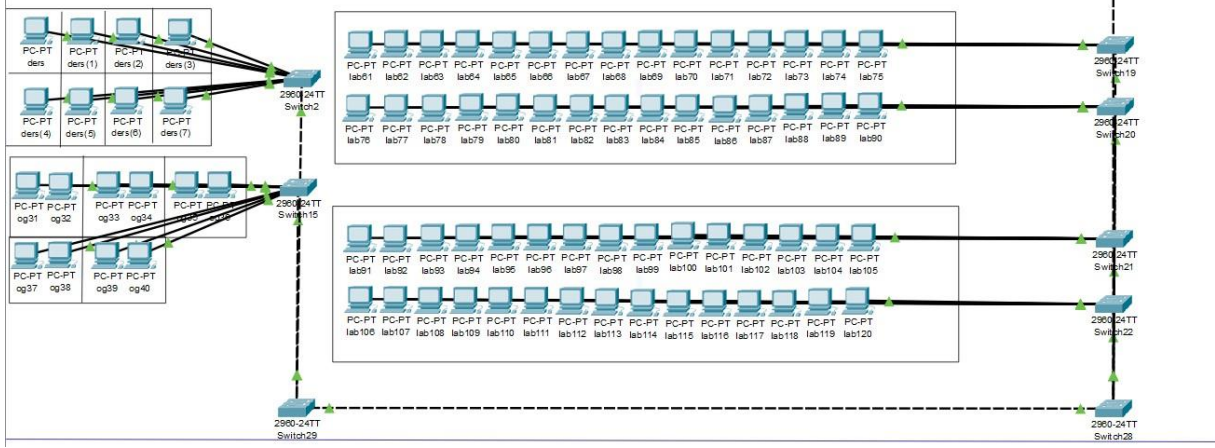 PC-PT PC-PT PC-PT PC-PT
ders ders(1) ders(2) ders(3)
2960-24TT
Switch2
PC-PT PC-PT PC-PT PC-PT
ders(4) ders(5) ders(6) ders(7)
PC-PT PC-PT PC-PT PC-PT PC-PT PC-PT PC-PT PC-PT PC-PT PC-PT PC-PT PC-PT PC-PT PC-PT PC-PT
lab61 lab62 lab63 lab64 lab65 lab66 lab67 lab68 lab69 lab70 lab71 lab72 lab73 lab74 lab75
2960-24TT
Switch19
PC-PT PC-PT PC-PT PC-PT PC-PT PC-PT PC-PT PC-PT PC-PT PC-PT PC-PT PC-PT PC-PT PC-PT PC-PT
lab76 lab77 lab78 lab79 lab80 lab81 lab82 lab83 lab84 lab85 lab86 lab87 lab88 lab89 lab90
2960-24TT
Switch20
PC-PT PC-PT PC-PT PC-PT PC-PT PC-PT
og31 og32 og33 og34
2960-24TT
Switch15
PC-PT PC-PT PC-PT PC-PT
og37 og38 og39 og40
PC-PT PC-PT PC-PT PC-PT PC-PT PC-PT PC-PT PC-PT PC-PT PC-PT PC-PT PC-PT PC-PT PC-PT PC-PT
lab91 lab92 lab93 lab94 lab95 lab96 lab97 lab98 lab99 lab100 lab101 lab102 lab103 lab104 lab105
2960-24TT
Switch21
PC-PT PC-PT PC-PT PC-PT PC-PT PC-PT PC-PT PC-PT PC-PT PC-PT PC-PT PC-PT PC-PT PC-PT PC-PT
lab106 lab107 lab108 lab109 lab110 lab111 lab112 lab113 lab114 lab115 lab116 lab117 lab118 lab119 lab120
2960-24TT
Switch22
2960-24TT
Switch29
2960-24TT
Switch28